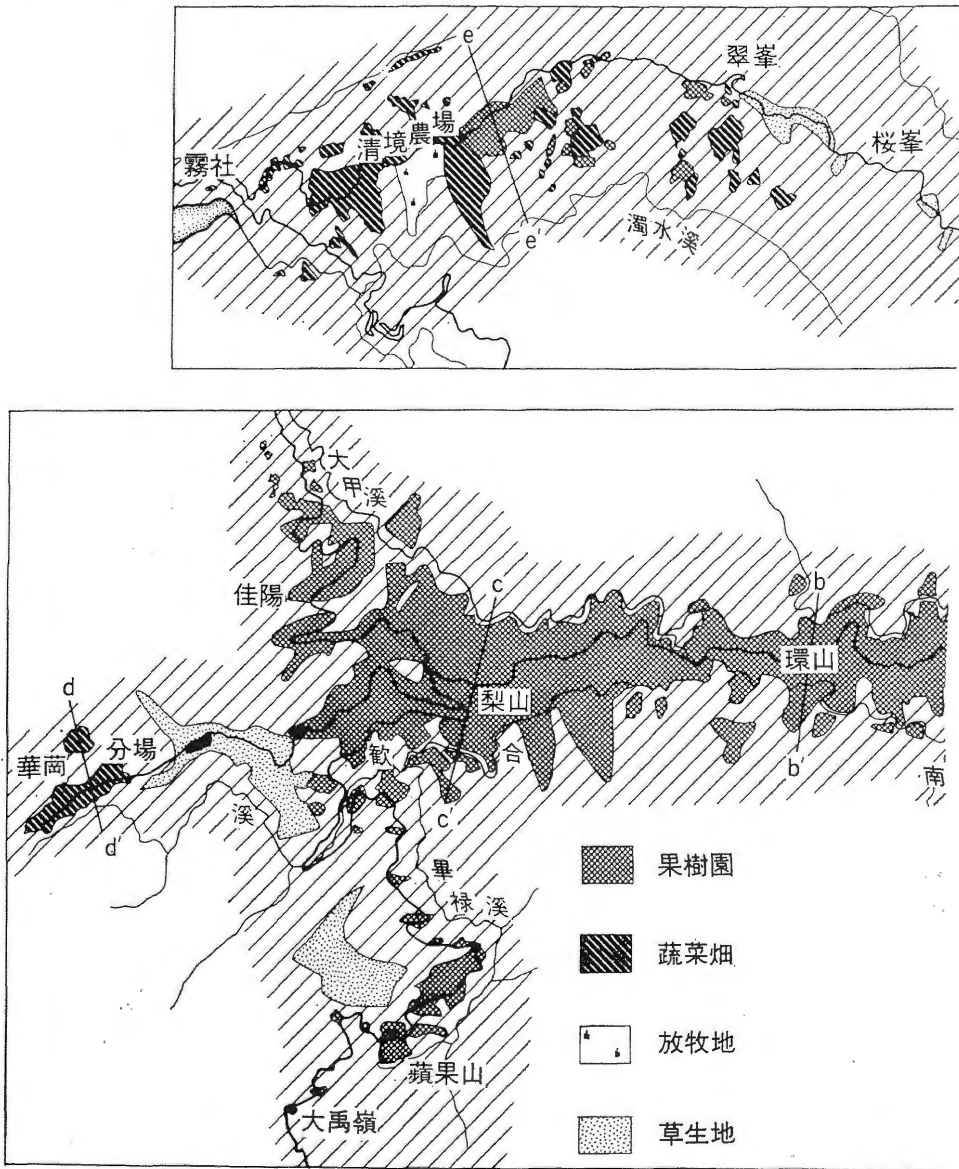 e
翠峯
清境農場
桜峯
霧社
e'
濁水溪
大甲溪
佳陽
c
b
環山
梨山
d
華崗
分場
歓
合
南
溪
b'
c'
d'
畢禄溪
蘋果山
大禹嶺
果樹園
蔬菜畑
放牧地
草生地